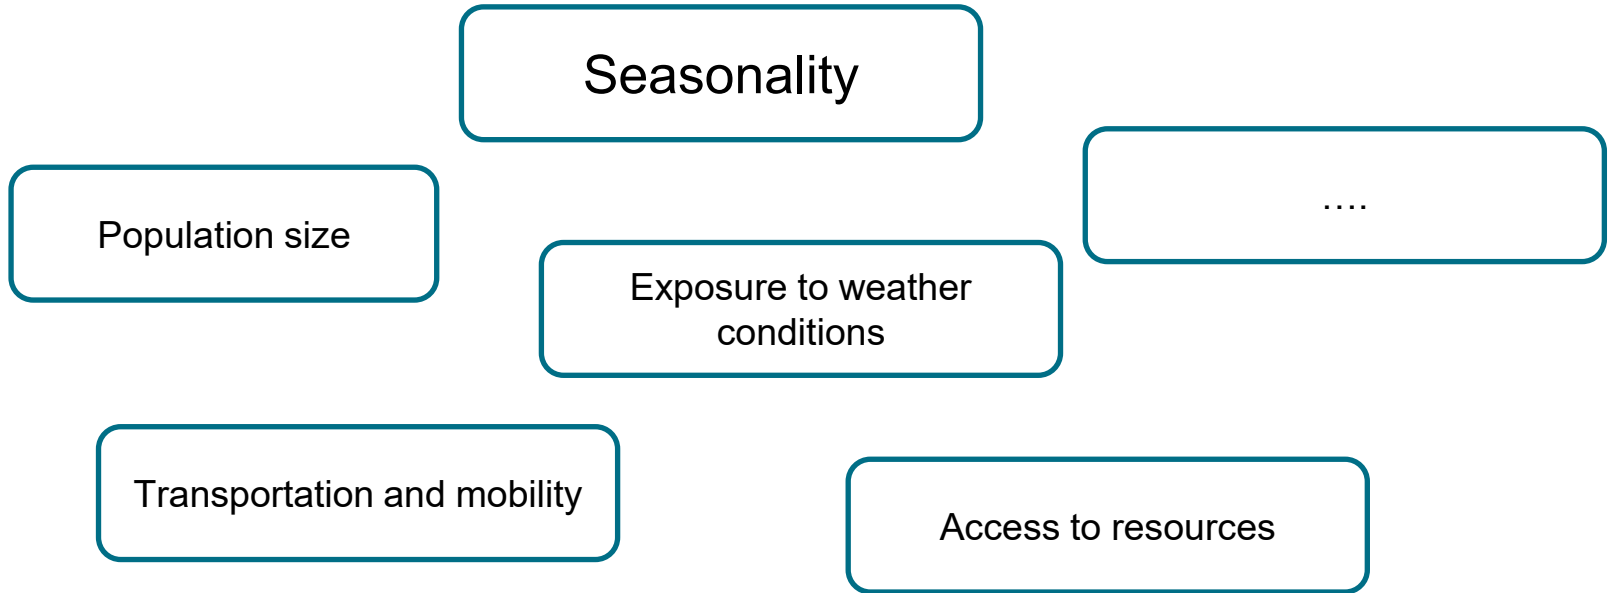 Seasonality
....
Population size
Exposure to weather
conditions
Transportation and mobility
Access to resources